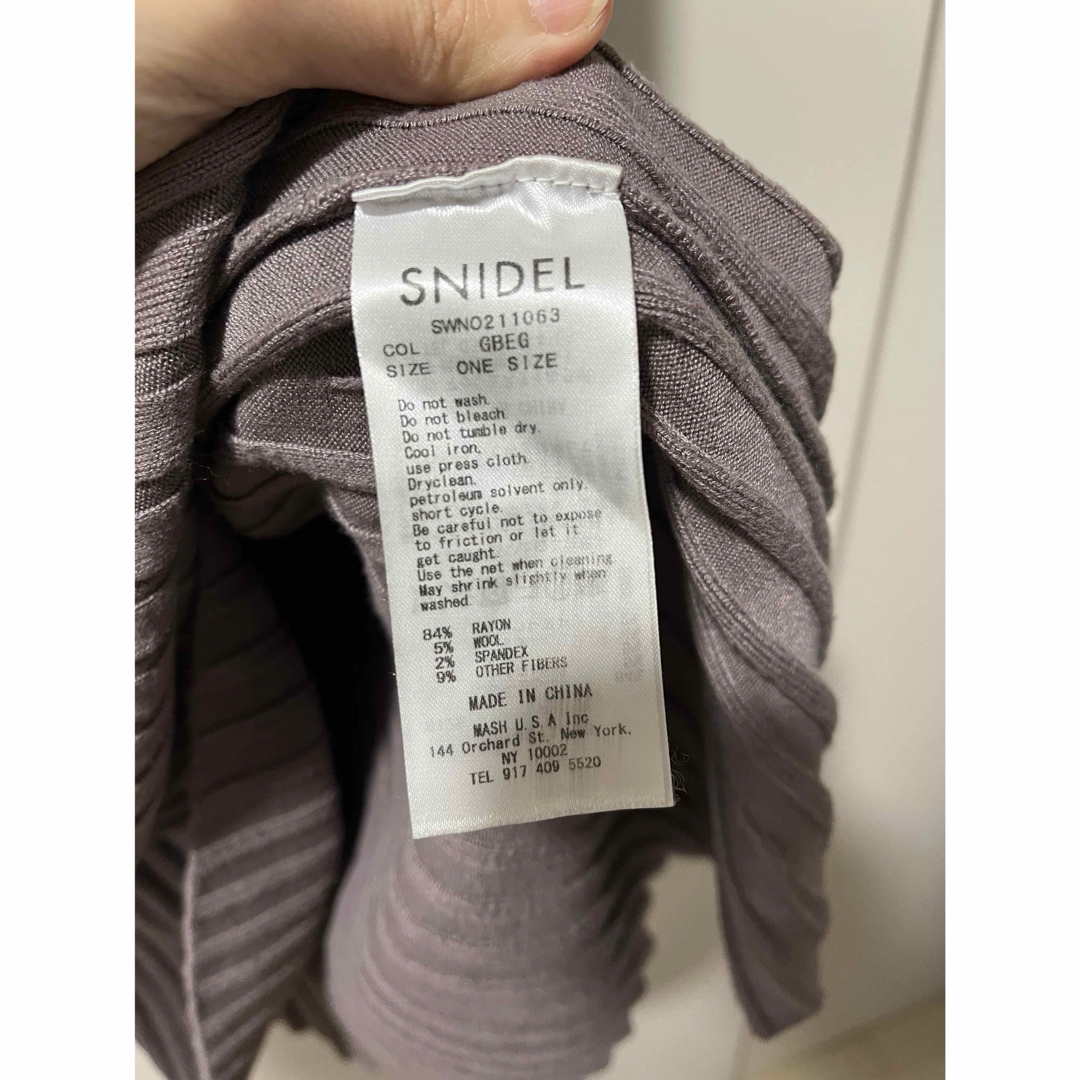 SNIDEL
SWNO211063
COL GBEG
SIZE ONE SIZE
Do not wash.
Do not bleach.
Do not tumble dry.
Cool iron,
use press cloth.
Dryclean.
petroleum solvent only.
short cycle.
Be careful not to expose
to friction or let it
get caught.
Use the net when cleaning
May shrink slightly when
washed.
84% RAYON
5% WOOL
2% SPANDEX
9% OTHER FIBERS
MADE IN CHINA
MASH U.S.A Inc
144 Orchard St. New York,
NY 10002
TEL 917 409 5520